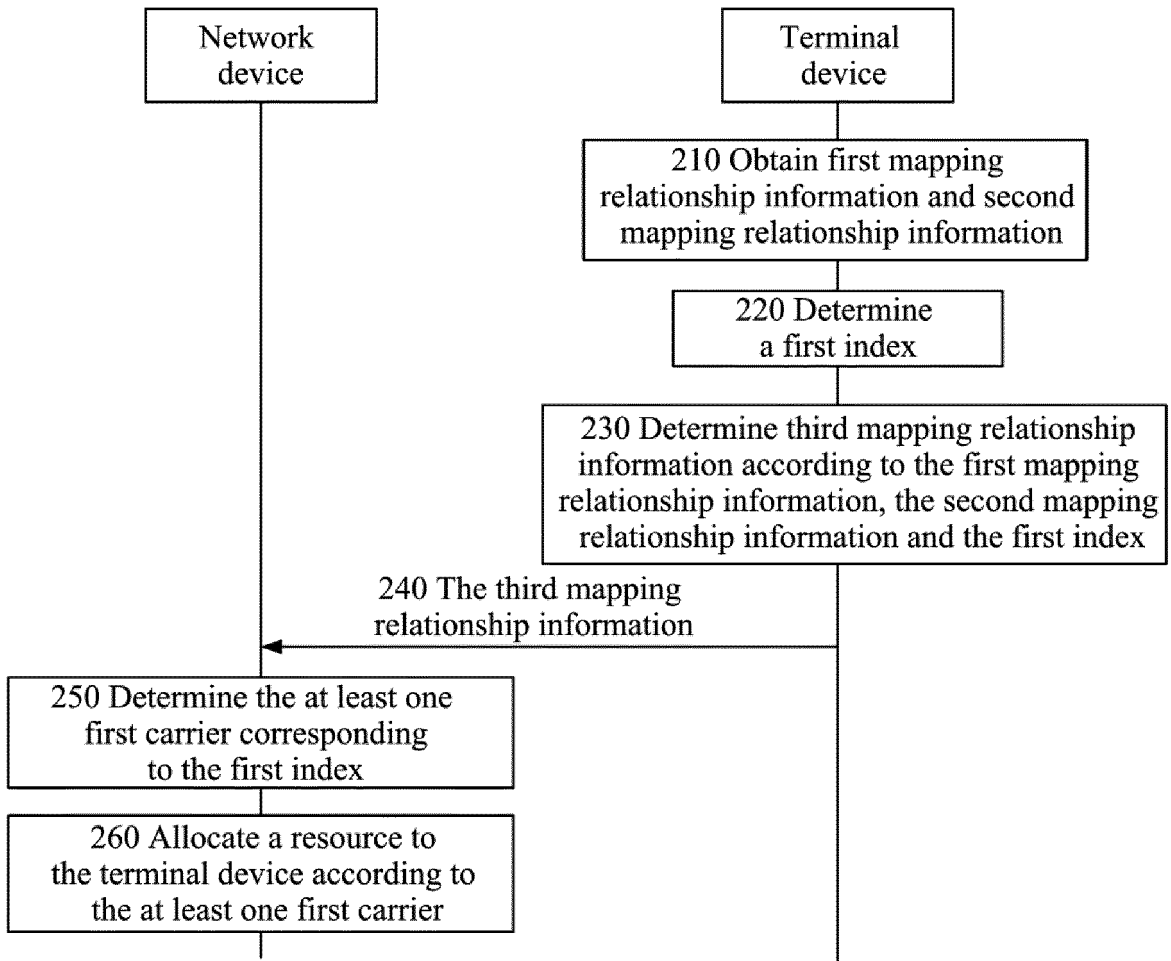 Network
device
Terminal
device
210 Obtain first mapping
relationship information and second
mapping relationship information
220 Determine
a first index
230 Determine third mapping relationship
information according to the first mapping
relationship information, the second mapping
relationship information and the first index
240 The third mapping
relationship information
250 Determine the at least one
first carrier corresponding
to the first index
260 Allocate a resource to
the terminal device according to
the at least one first carrier